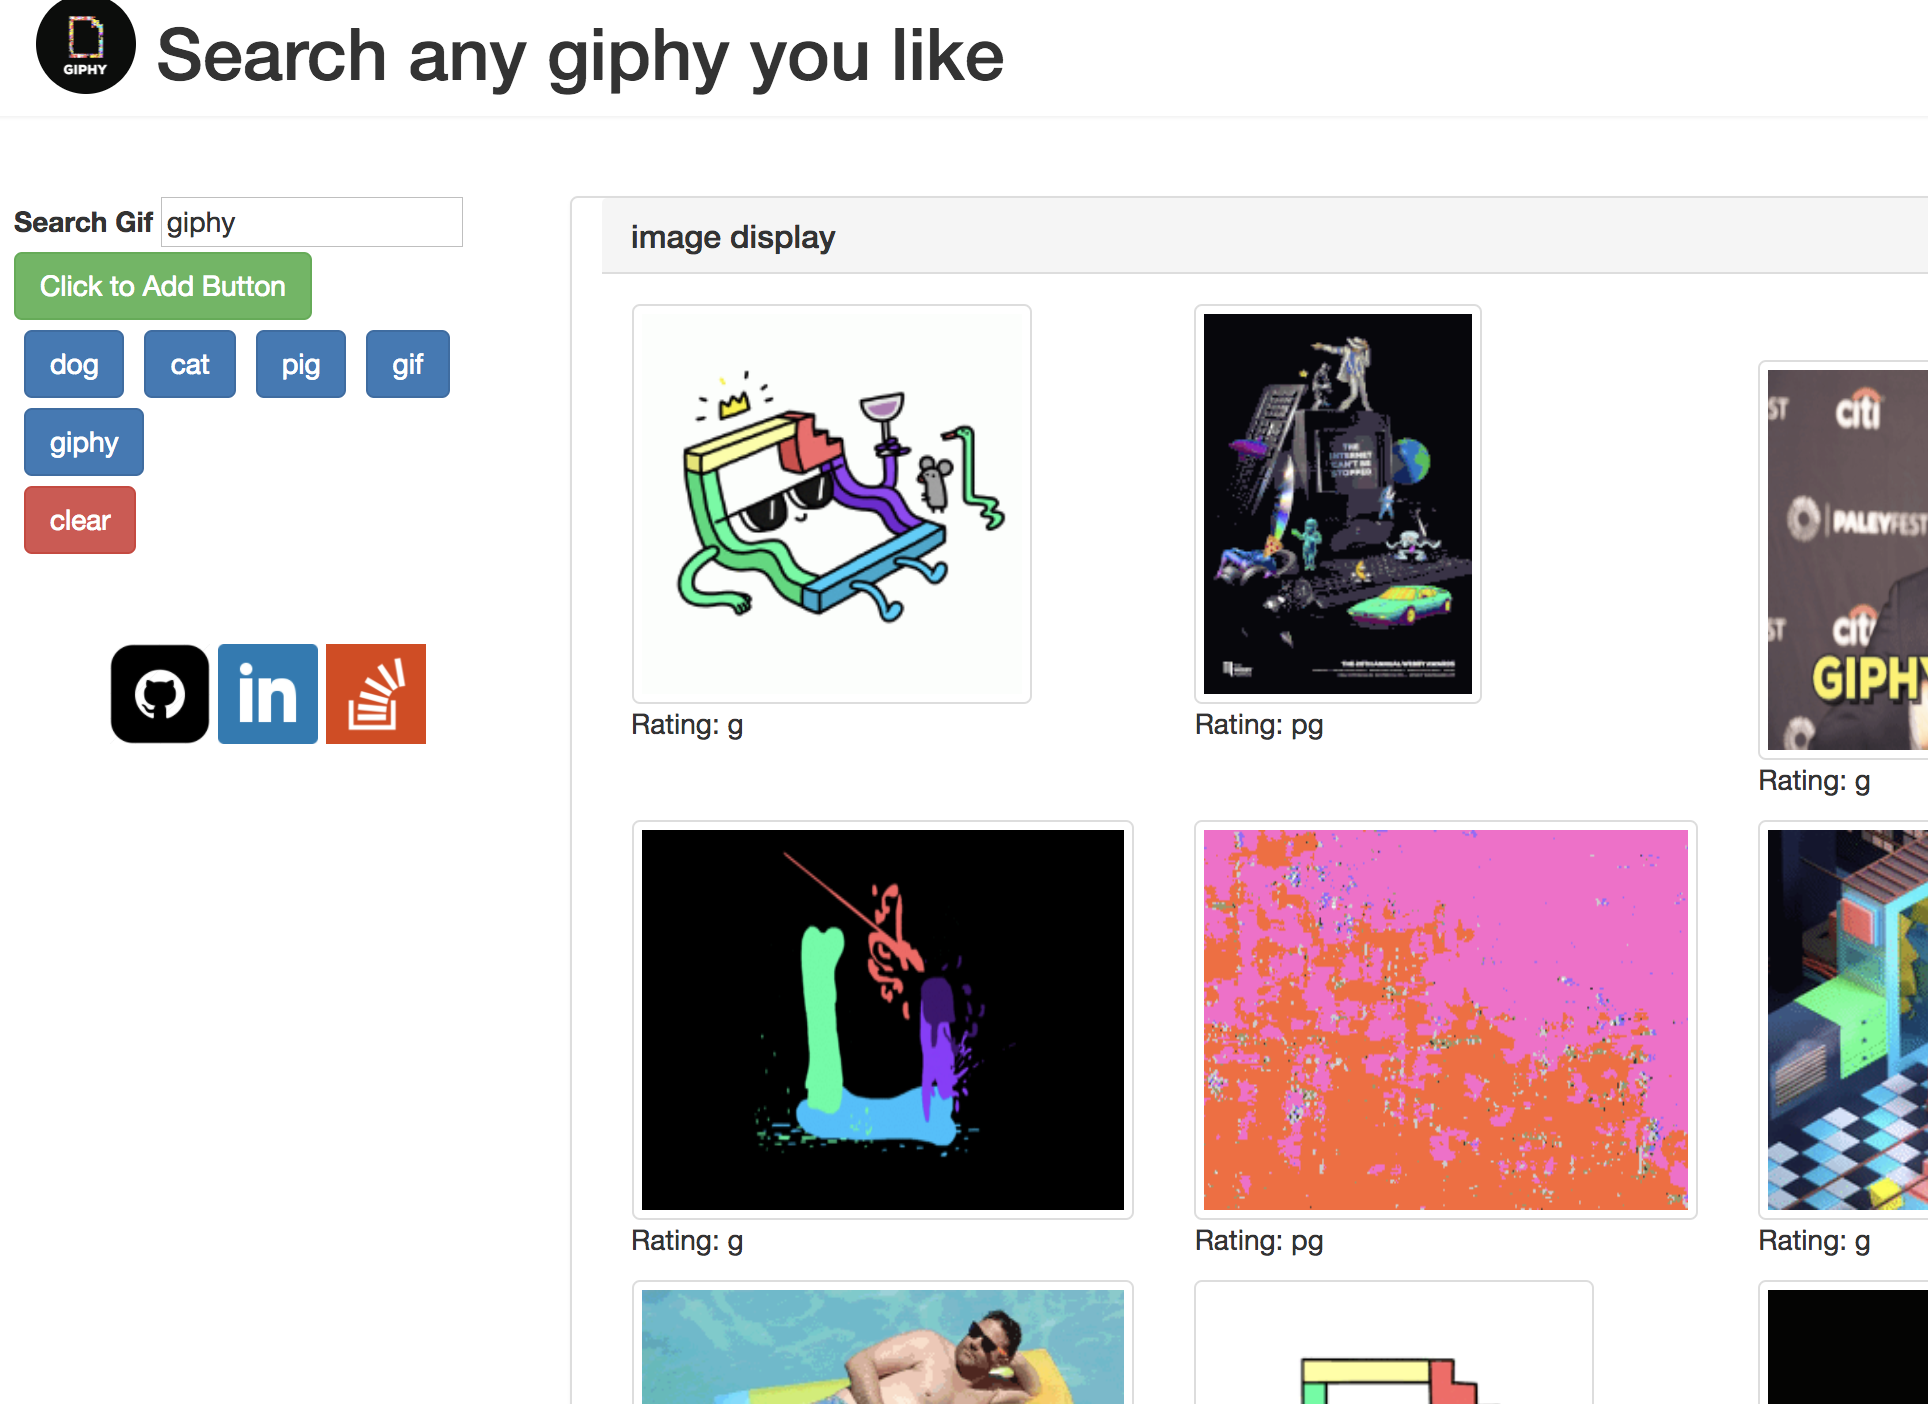 GIPHY
Search any giphy you like
Search Gif giphy
Click to Add Button
dog cat pig gif
giphy
clear
in
image display
THE
INTERNET
CAN'T BE
STOPPED
Rating: g
Rating: pg
ST citi
PALEYFEST
ST citi
GIPHY
Rating: g
Rating: g
Rating: pg
Rating: g